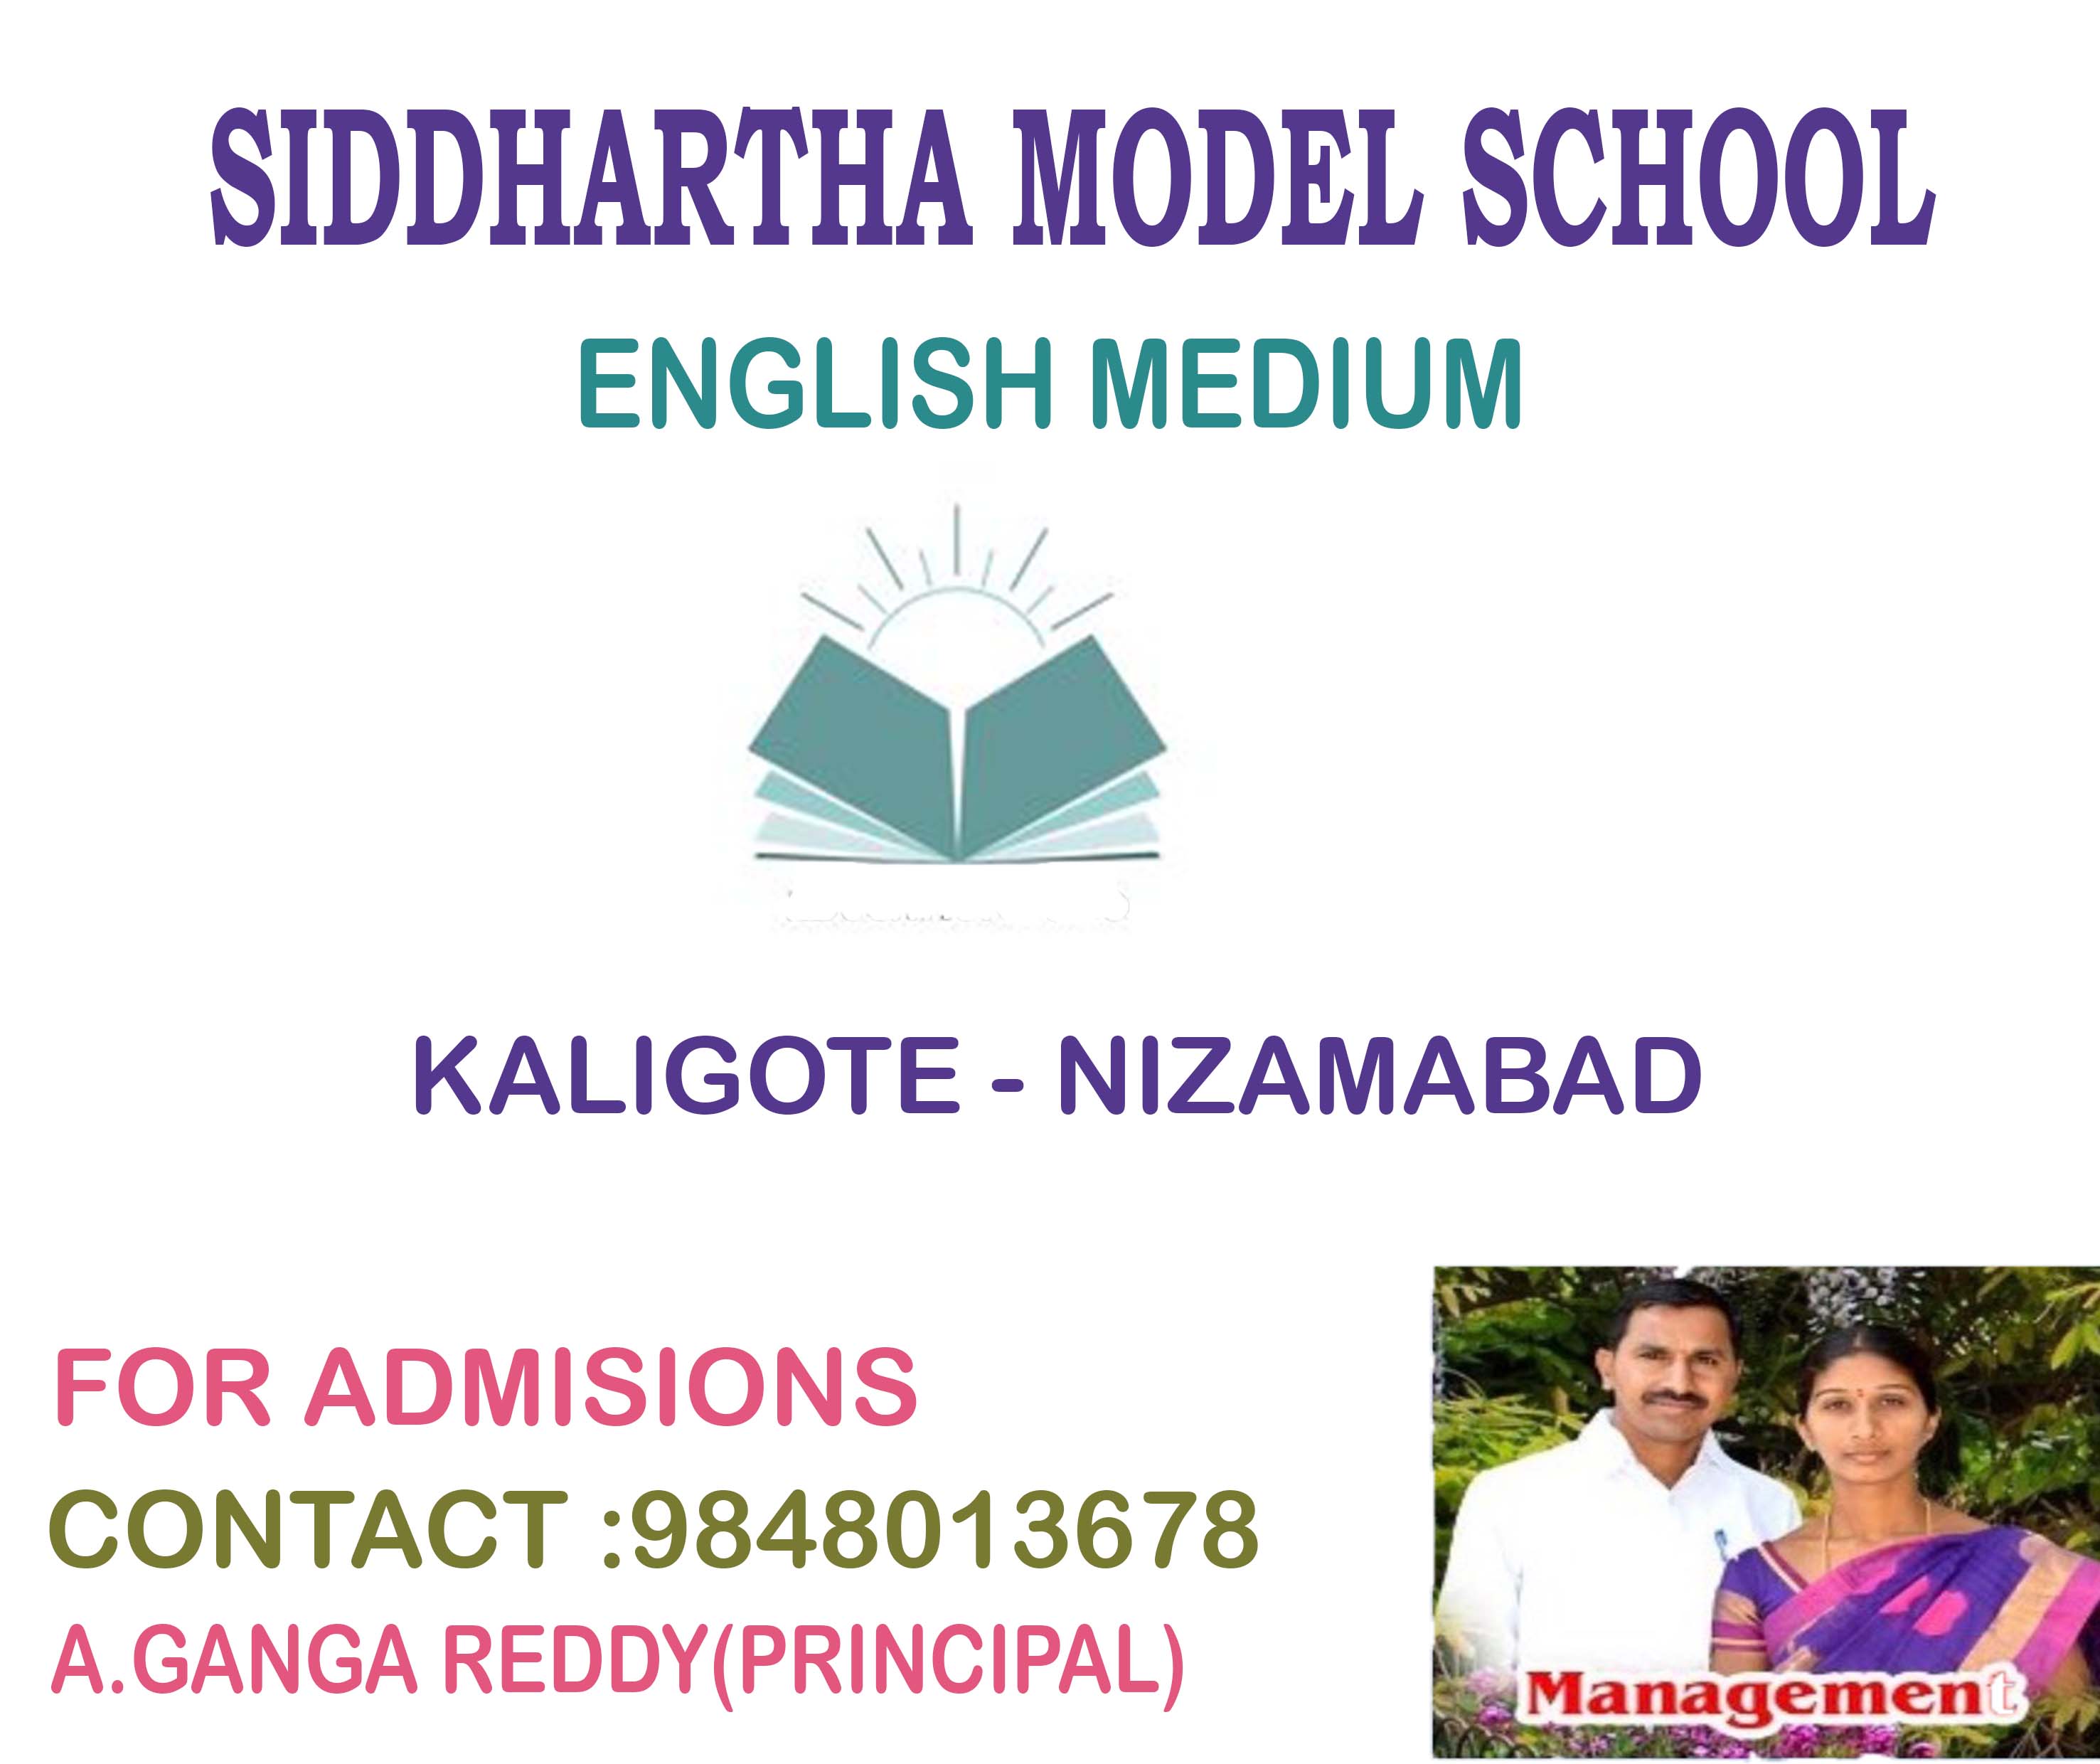 SIDDHARTHA MODEL SCHOOL
ENGLISH MEDIUM
KALIGOTE - NIZAMABAD
FOR ADMISIONS
CONTACT :9848013678
A.GANGA REDDY(PRINCIPAL)
Management